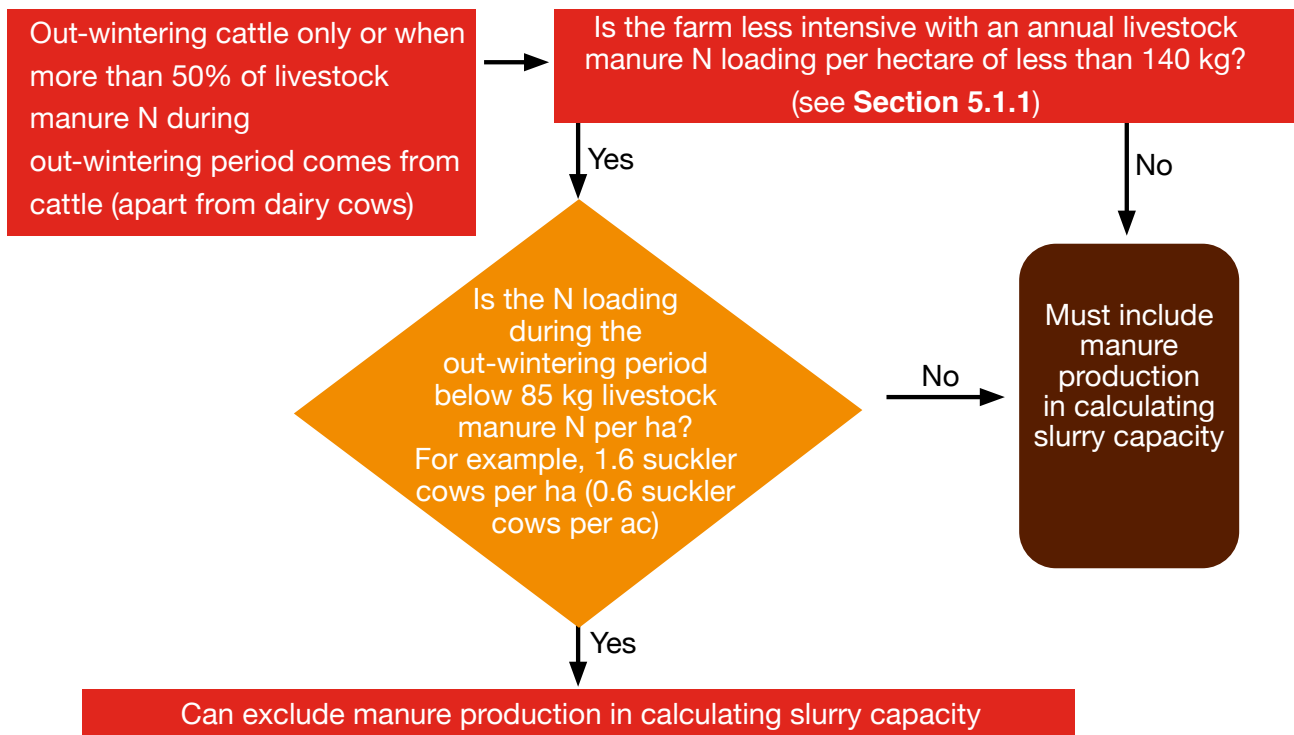 Out-wintering cattle only or when
more than 50% of livestock
manure N during
out-wintering period comes from
cattle (apart from dairy cows)
Is the farm less intensive with an annual livestock
manure N loading per hectare of less than 140 kg?
(see Section 5.1.1)
Yes
No
Is the N loading
during the
out-wintering period
below 85 kg livestock
manure N per ha?
For example, 1.6 suckler
cows per ha (0.6 suckler
cows per ac)
No
Must include
manure
production
in calculating
slurry capacity
Yes
Can exclude manure production in calculating slurry capacity